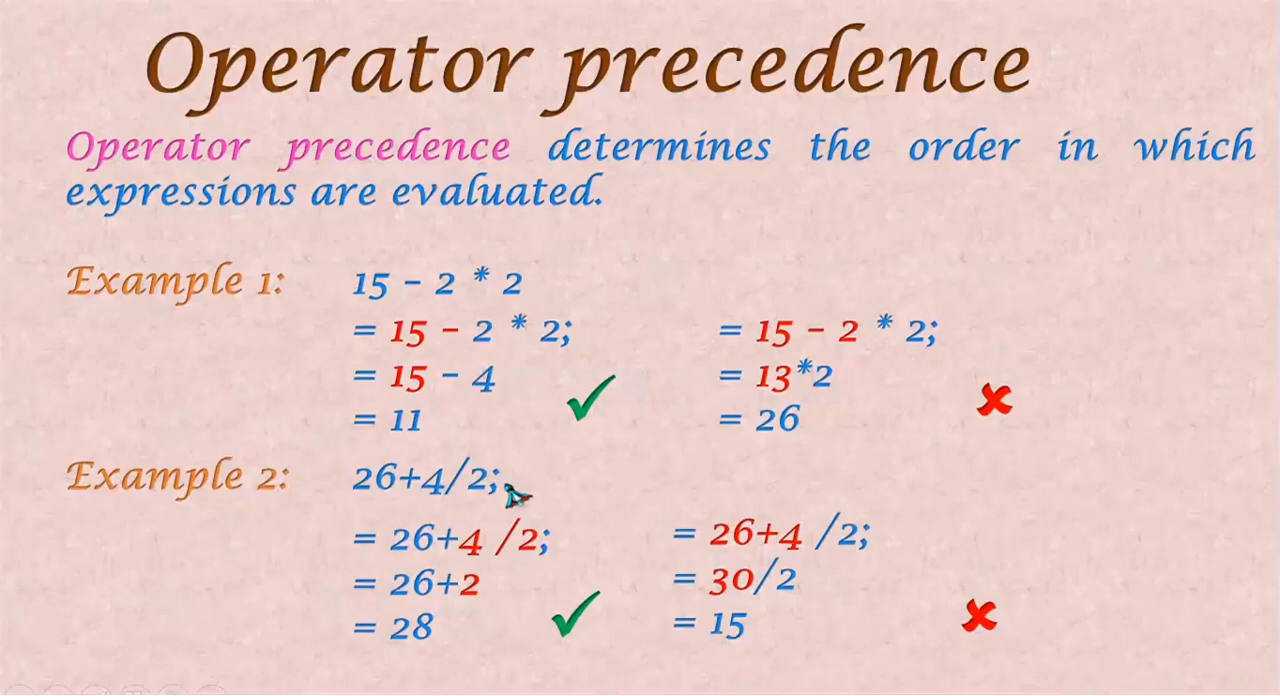 Operator precedence
Operator precedence determines the order in which
expressions are evaluated.
Example 1: 15 – 2 * 2
= 15 – 2 * 2; = 15 – 2 * 2;
= 15 – 4 = 13*2
= 11 = 26
Example 2: 26+4/2;
= 26+4 /2; = 26+4 /2;
= 26+2 = 30/2
= 28 = 15